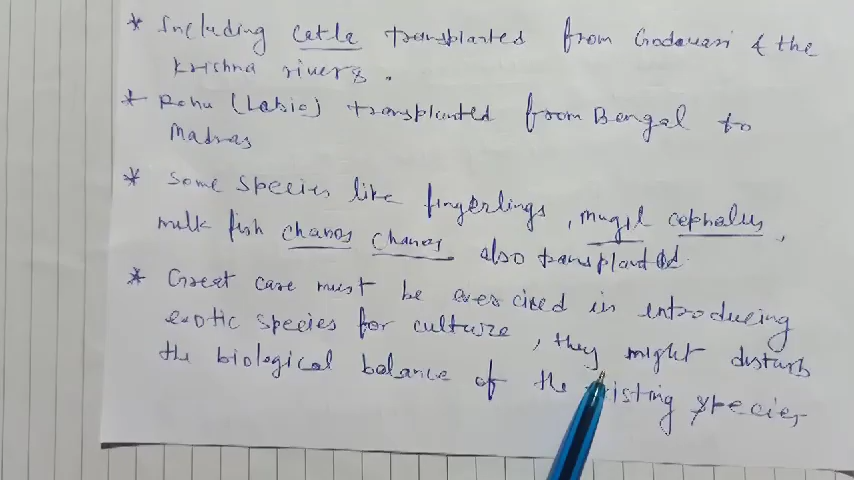 * Including catla transplanted from Godavari & the
Krishna rivers.
* Rohu (Labio) transplanted from Bengal to
Madras
* Some species like fingerlings, mugil cephalus,
milk fish chanos chanos also transplanted.
* Great care must be exercised in introducing
exotic species for culture, they might disturb
the biological balance of the existing species